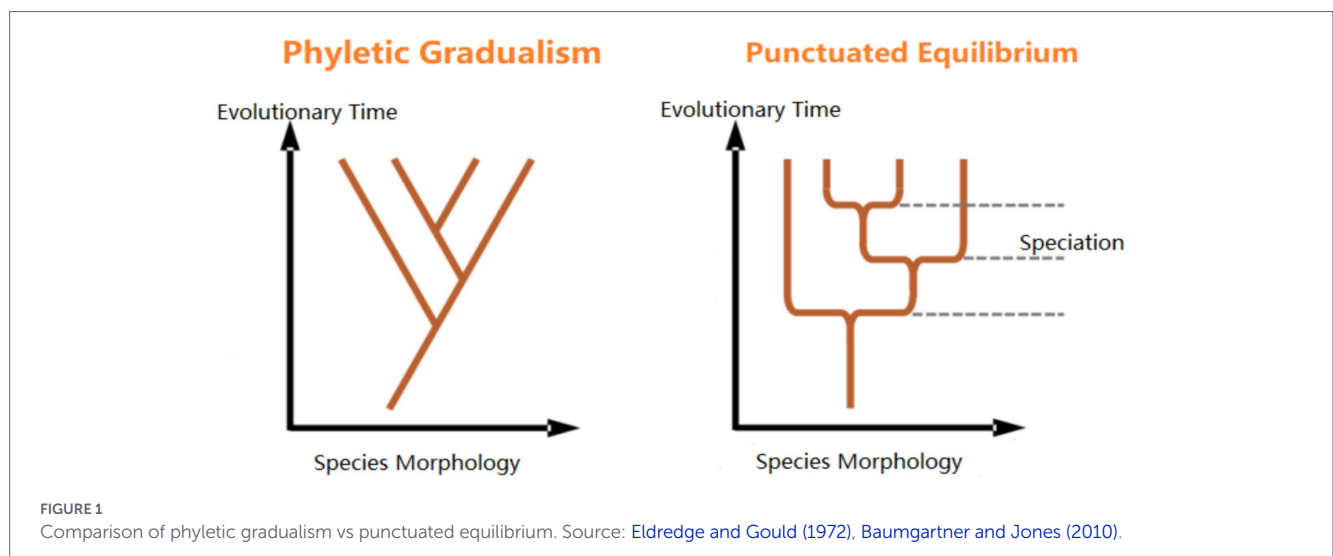 Phyletic Gradualism
Punctuated Equilibrium
Evolutionary Time
Evolutionary Time
Speciation
Species Morphology
Species Morphology
FIGURE 1
Comparison of phyletic gradualism vs punctuated equilibrium. Source: Eldredge and Gould (1972), Baumgartner and Jones (2010).